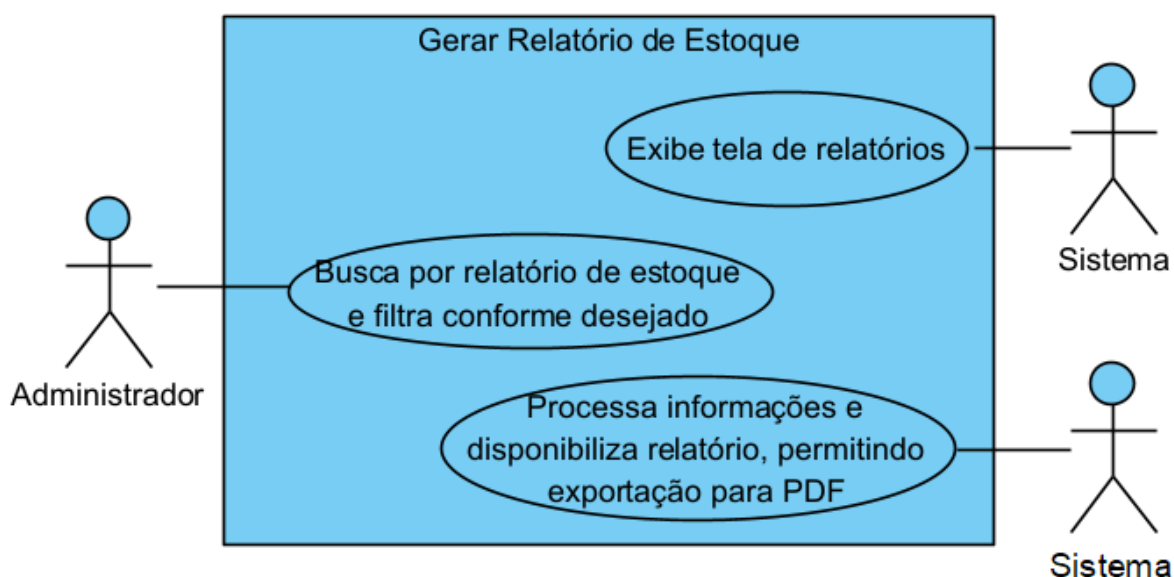 Gerar Relatório de Estoque
Exibe tela de relatórios
Sistema
Busca por relatório de estoque
e filtra conforme desejado
Administrador
Processa informações e
disponibiliza relatório, permitindo
exportação para PDF
Sistema